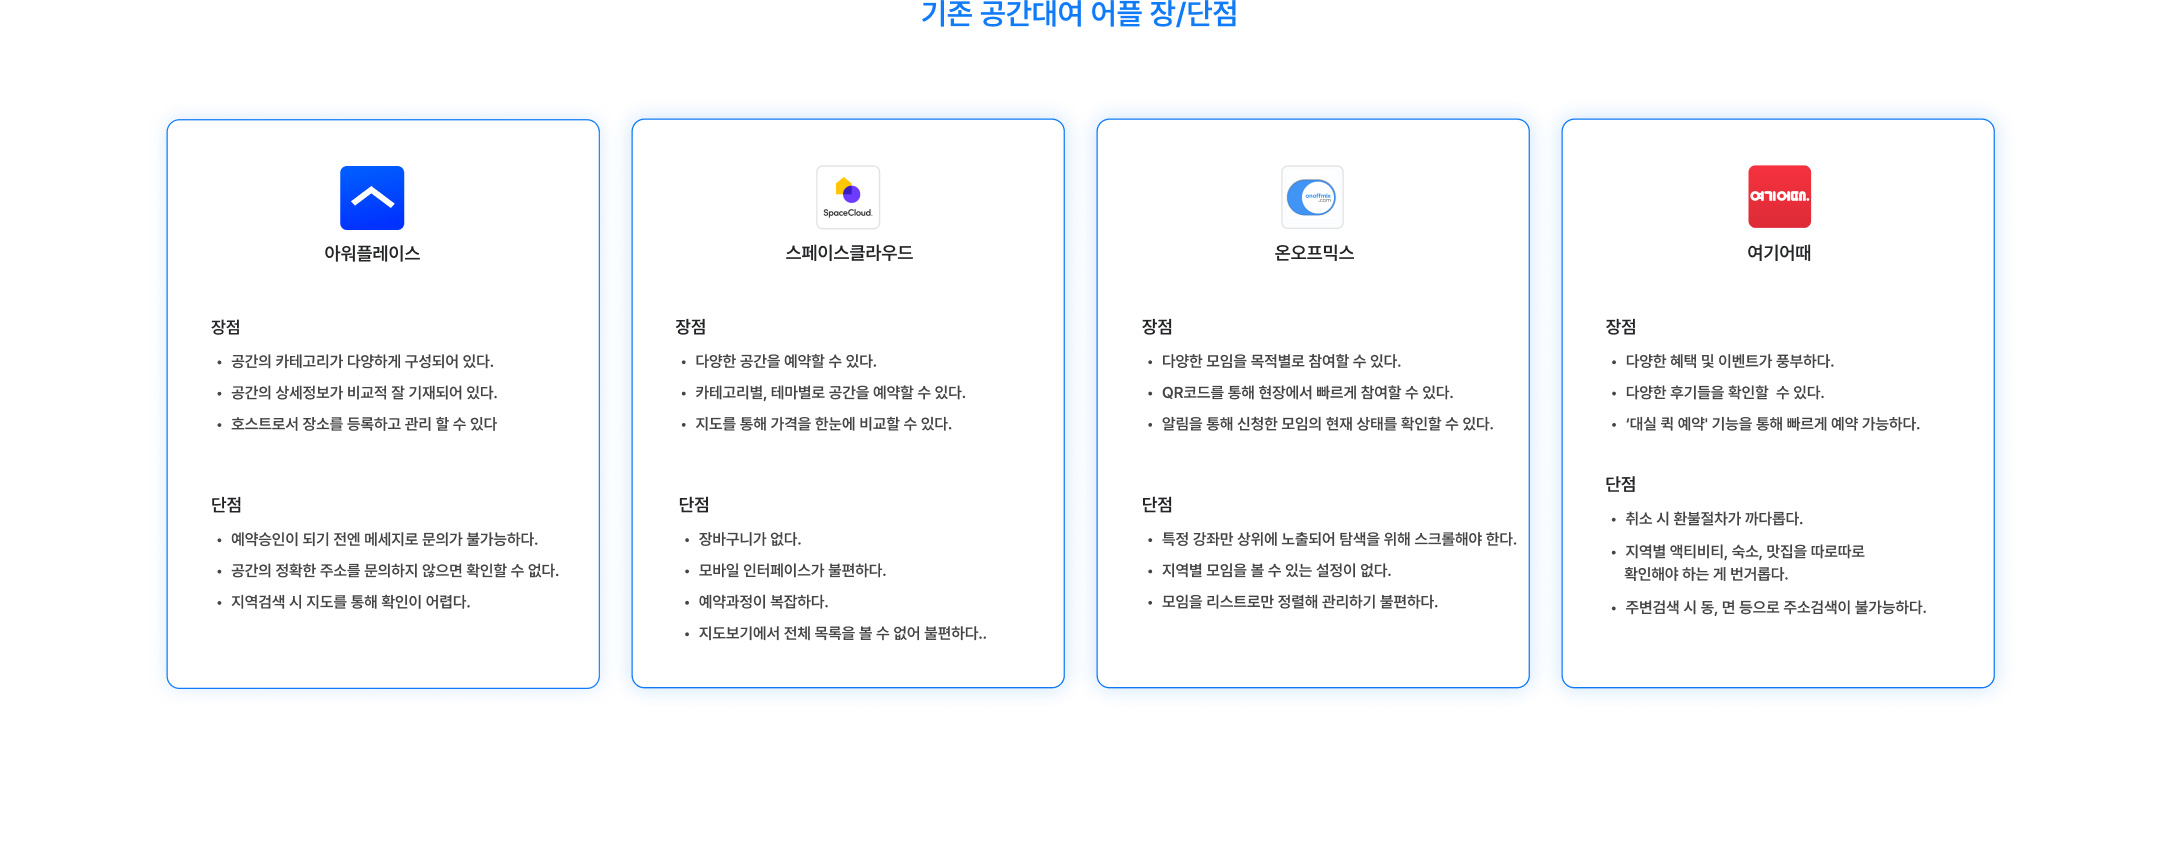 기존 공간대여 어플 장/단점
아워플레이스
장점
• 공간의 카테고리가 다양하게 구성되어 있다.
• 공간의 상세정보가 비교적 잘 기재되어 있다.
• 호스트로서 장소를 등록하고 관리 할 수 있다
단점
• 예약승인이 되기 전엔 메세지로 문의가 불가능하다.
• 공간의 정확한 주소를 문의하지 않으면 확인할 수 없다.
• 지역검색 시 지도를 통해 확인이 어렵다.
SpaceCloud.
스페이스클라우드
장점
• 다양한 공간을 예약할 수 있다.
• 카테고리별, 테마별로 공간을 예약할 수 있다.
• 지도를 통해 가격을 한눈에 비교할 수 있다.
단점
• 장바구니가 없다.
• 모바일 인터페이스가 불편하다.
• 예약과정이 복잡하다.
• 지도보기에서 전체 목록을 볼 수 없어 불편하다..
onoffmix
.com
온오프믹스
장점
• 다양한 모임을 목적별로 참여할 수 있다.
• QR코드를 통해 현장에서 빠르게 참여할 수 있다.
• 알림을 통해 신청한 모임의 현재 상태를 확인할 수 있다.
단점
• 특정 강좌만 상위에 노출되어 탐색을 위해 스크롤해야 한다.
• 지역별 모임을 볼 수 있는 설정이 없다.
• 모임을 리스트로만 정렬해 관리하기 불편하다.
여기어때.
여기어때
장점
• 다양한 혜택 및 이벤트가 풍부하다.
• 다양한 후기들을 확인할  수 있다.
• ‘대실 퀵 예약' 기능을 통해 빠르게 예약 가능하다.
단점
• 취소 시 환불절차가 까다롭다.
• 지역별 액티비티, 숙소, 맛집을 따로따로
확인해야 하는 게 번거롭다.
• 주변검색 시 동, 면 등으로 주소검색이 불가능하다.